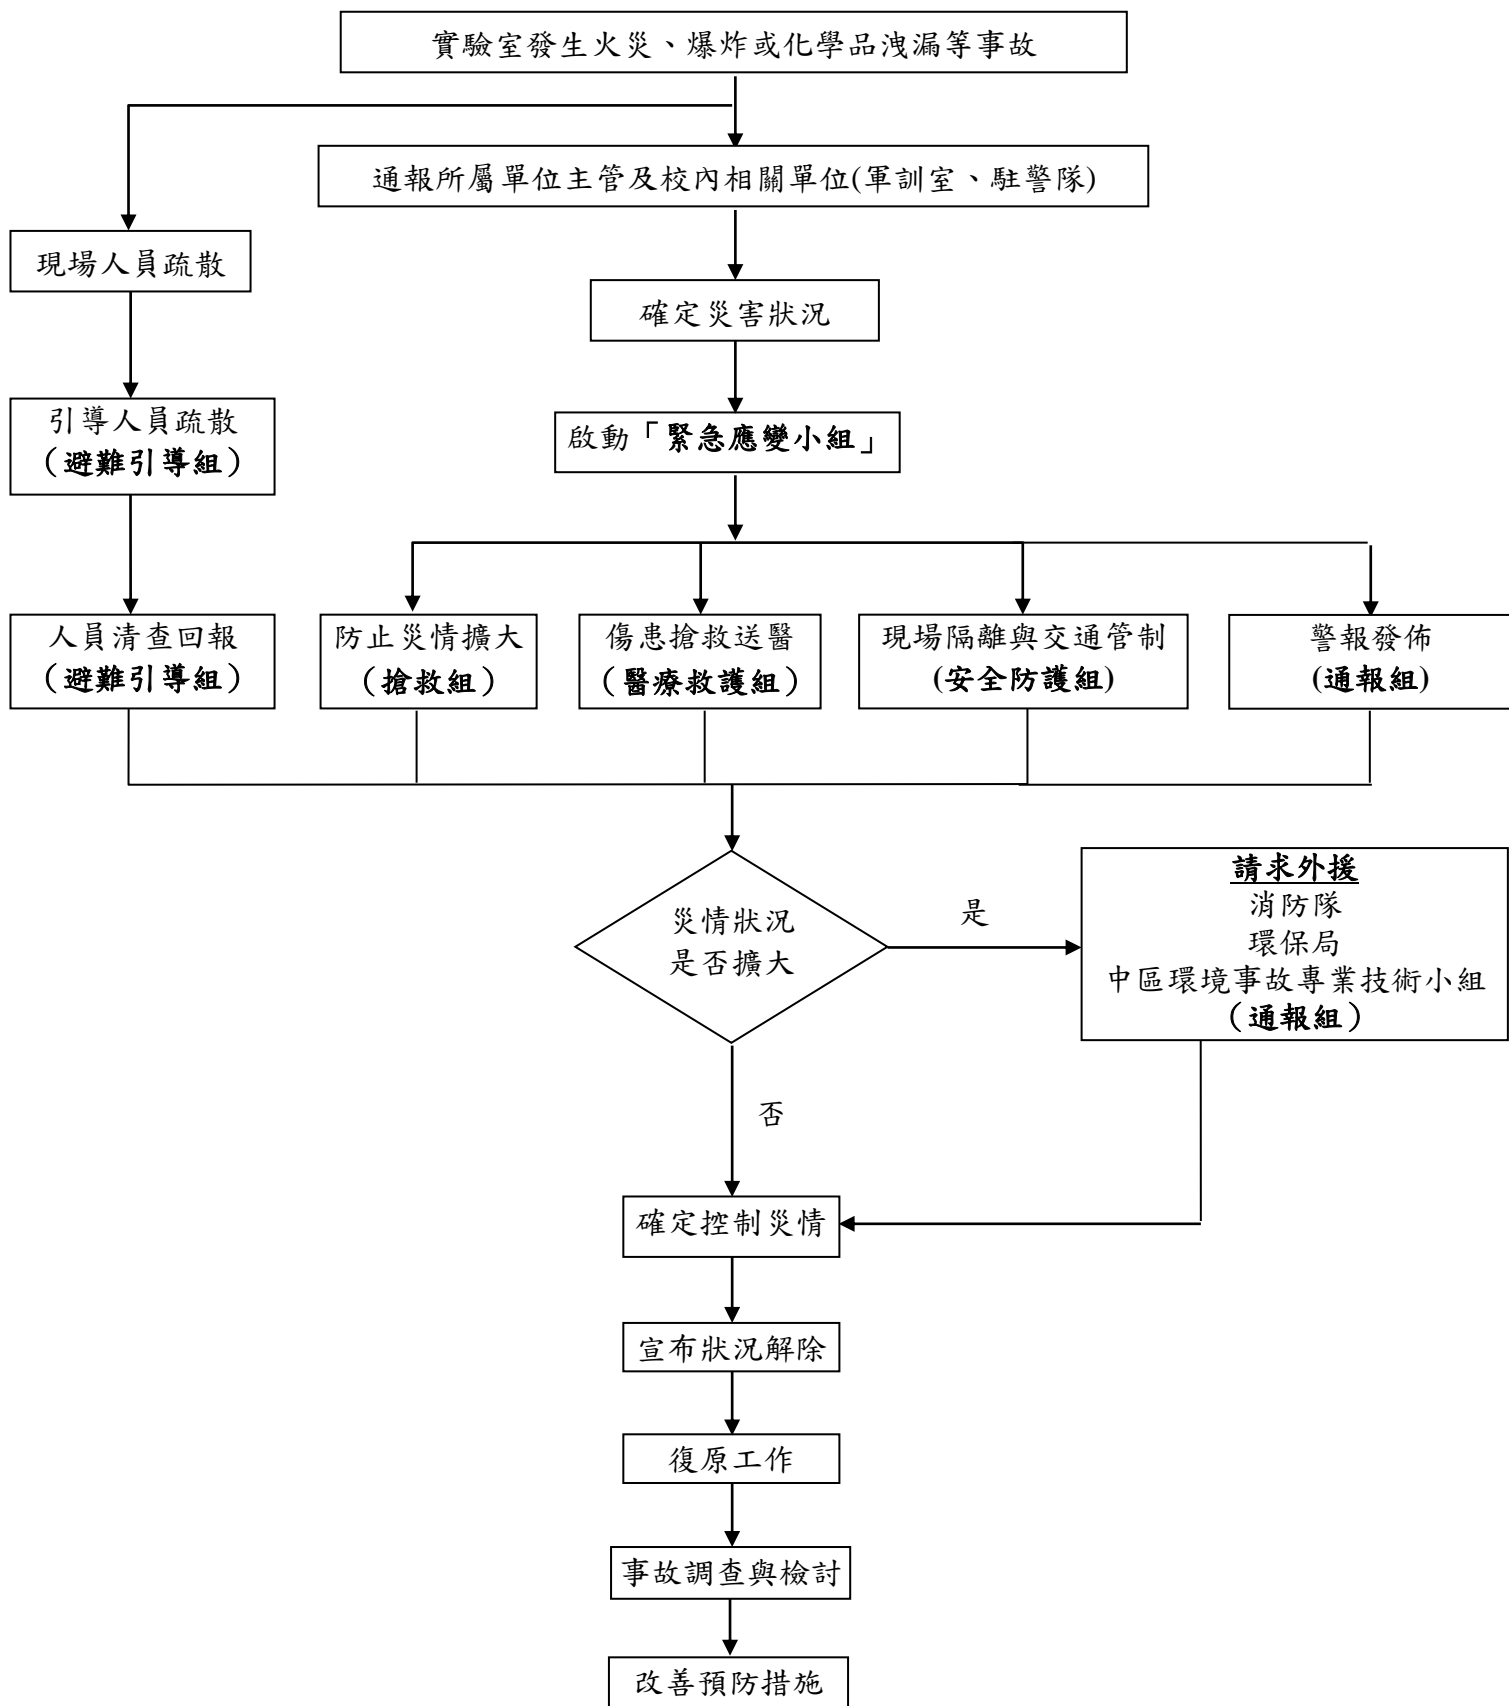 實驗室發生火災、爆炸或化學品洩漏等事故
通報所屬單位主管及校內相關單位(軍訓室、駐警隊)
現場人員疏散
確定災害狀況
引導人員疏散
（避難引導組）
啟動「緊急應變小組」
人員清查回報
（避難引導組）
防止災情擴大
（搶救組）
傷患搶救送醫
（醫療救護組）
現場隔離與交通管制
(安全防護組)
警報發佈
(通報組)
災情狀況
是否擴大
是
請求外援
消防隊
環保局
中區環境事故專業技術小組
（通報組）
否
確定控制災情
宣布狀況解除
復原工作
事故調查與檢討
改善預防措施